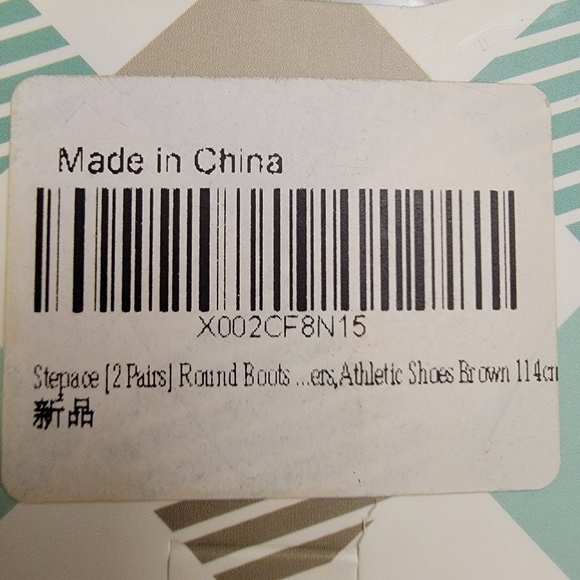 Made in China
X002CF8N15
Stepace [2 Pairs] Round Boots ...ers,Athletic Shoes Brown 114cm
新品